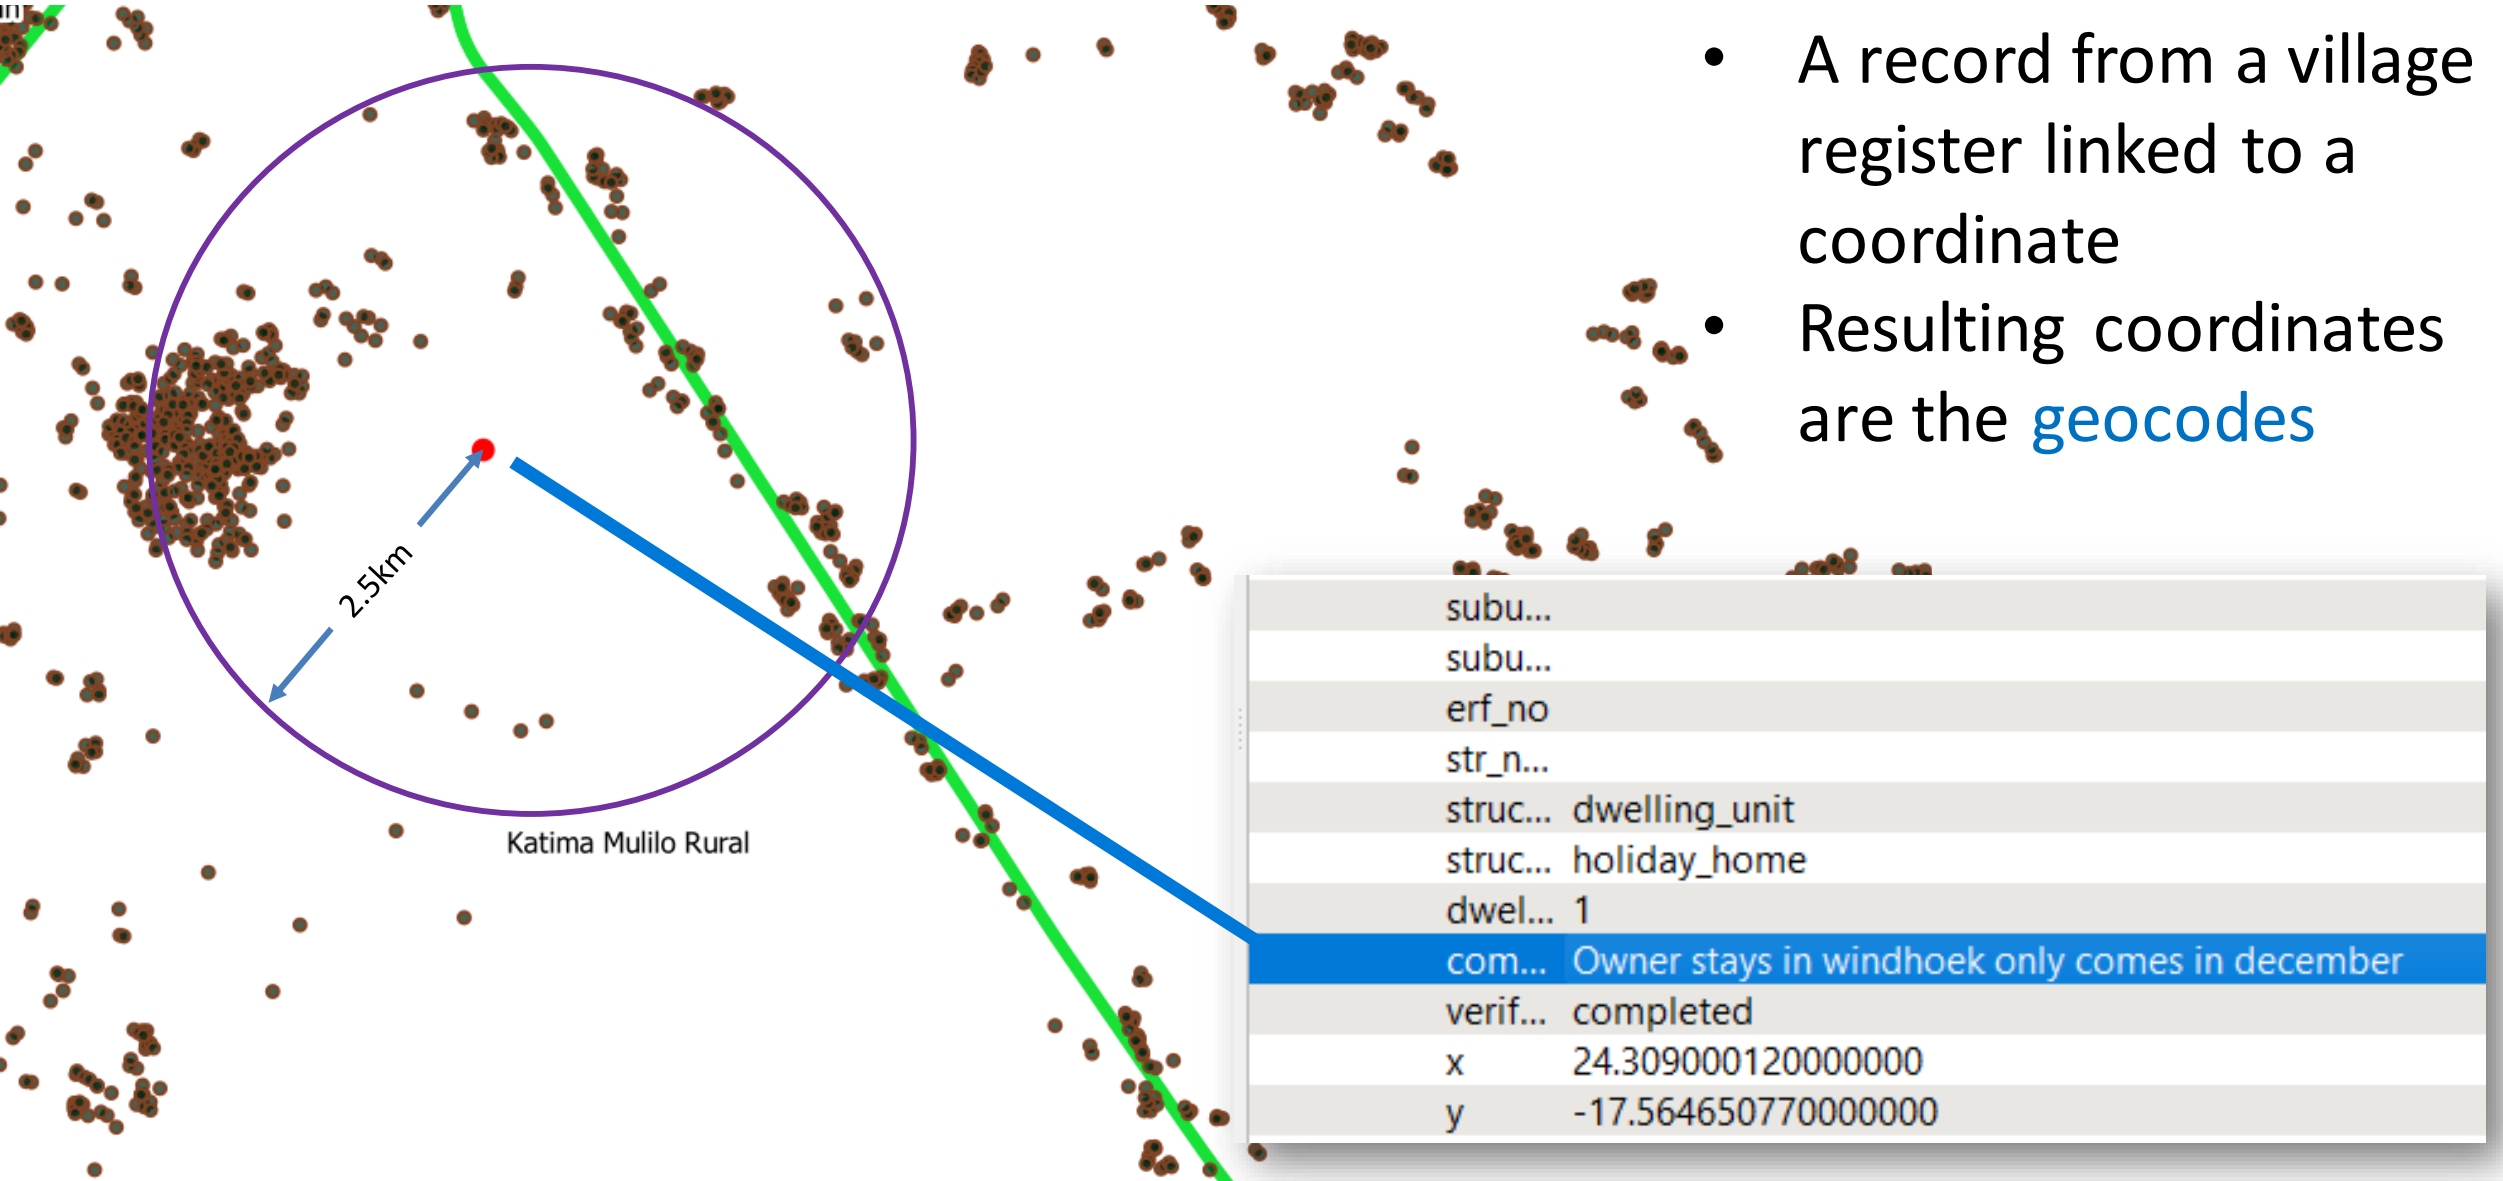 in
• A record from a village
register linked to a
coordinate
• Resulting coordinates
are the geocodes
2.5km
Katima Mulilo Rural
subu...
subu...
erf_no
str_n...
struc... dwelling_unit
struc... holiday_home
dwel... 1
com... Owner stays in windhoek only comes in december
verif... completed
x 24.309000120000000
y -17.564650770000000